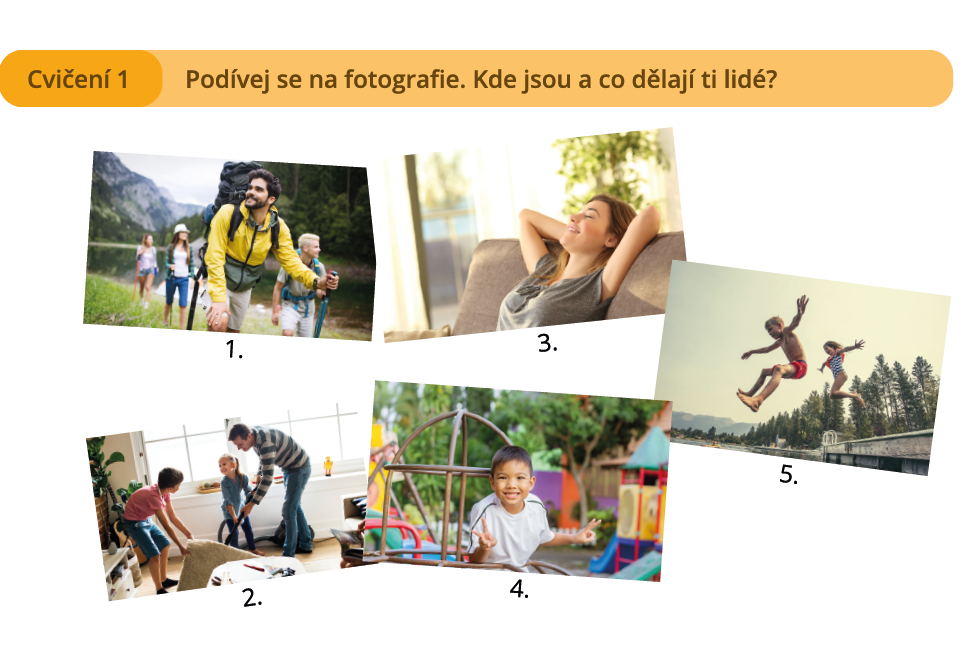 Cvičení 1
Podívej se na fotografie. Kde jsou a co dělají ti lidé?
1.
3.
5.
2.
4.